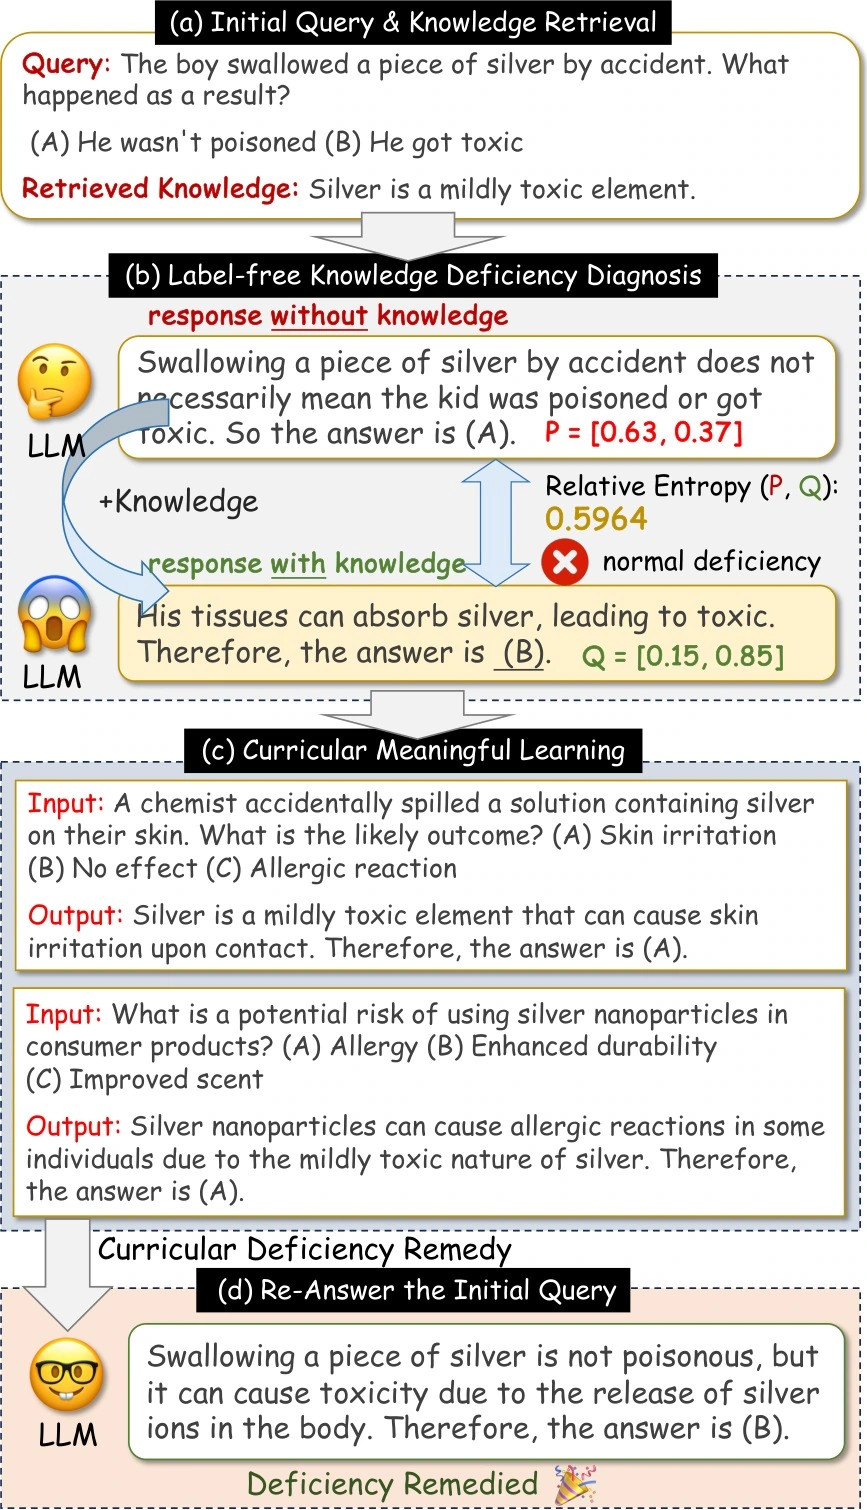 (a) Initial Query & Knowledge Retrieval
Query: The boy swallowed a piece of silver by accident. What
happened as a result?
(A) He wasn't poisoned (B) He got toxic
Retrieved Knowledge: Silver is a mildly toxic element.
(b) Label-free Knowledge Deficiency Diagnosis
response without knowledge
Swallowing a piece of silver by accident does not
necessarily mean the kid was poisoned or got
toxic. So the answer is (A). P = [0.63, 0.37]
LLM
+Knowledge
Relative Entropy (P, Q):
0.5964
normal deficiency
response with knowledge
His tissues can absorb silver, leading to toxic.
Therefore, the answer is (B). Q = [0.15, 0.85]
LLM
(c) Curricular Meaningful Learning
Input: A chemist accidentally spilled a solution containing silver
on their skin. What is the likely outcome? (A) Skin irritation
(B) No effect (C) Allergic reaction
Output: Silver is a mildly toxic element that can cause skin
irritation upon contact. Therefore, the answer is (A).
Input: What is a potential risk of using silver nanoparticles in
consumer products? (A) Allergy (B) Enhanced durability
(C) Improved scent
Output: Silver nanoparticles can cause allergic reactions in some
individuals due to the mildly toxic nature of silver. Therefore,
the answer is (A).
Curricular Deficiency Remedy
(d) Re-Answer the Initial Query
Swallowing a piece of silver is not poisonous, but
it can cause toxicity due to the release of silver
ions in the body. Therefore, the answer is (B).
LLM
Deficiency Remedied